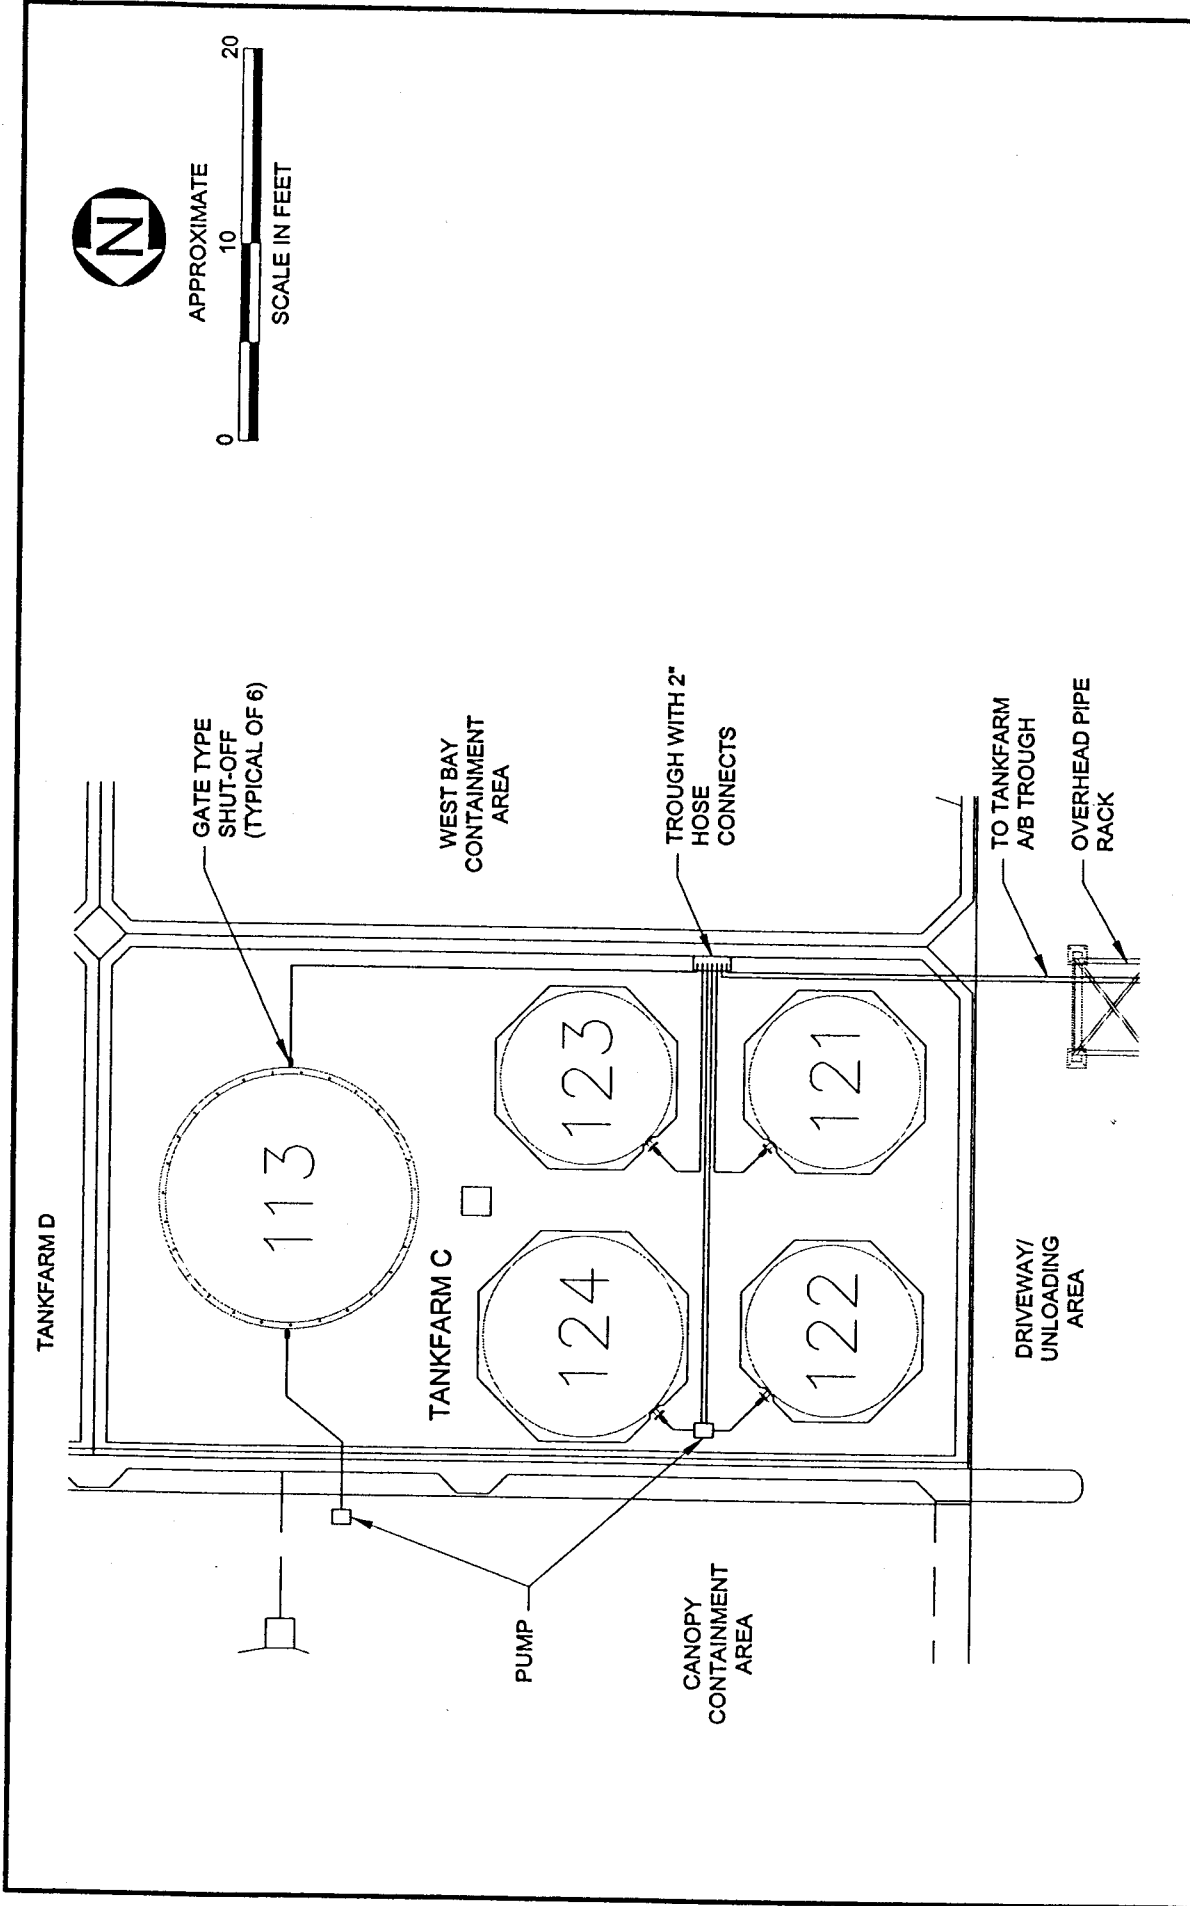 N
APPROXIMATE
0
10
20
SCALE IN FEET
TANKFARM D
GATE TYPE
SHUT-OFF
(TYPICAL OF 6)
113
WEST BAY
CONTAINMENT
AREA
TANKFARM C
124
123
TROUGH WITH 2"
HOSE
CONNECTS
122
121
PUMP
CANOPY
CONTAINMENT
AREA
DRIVEWAY/
UNLOADING
AREA
TO TANKFARM
A/B TROUGH
OVERHEAD PIPE
RACK